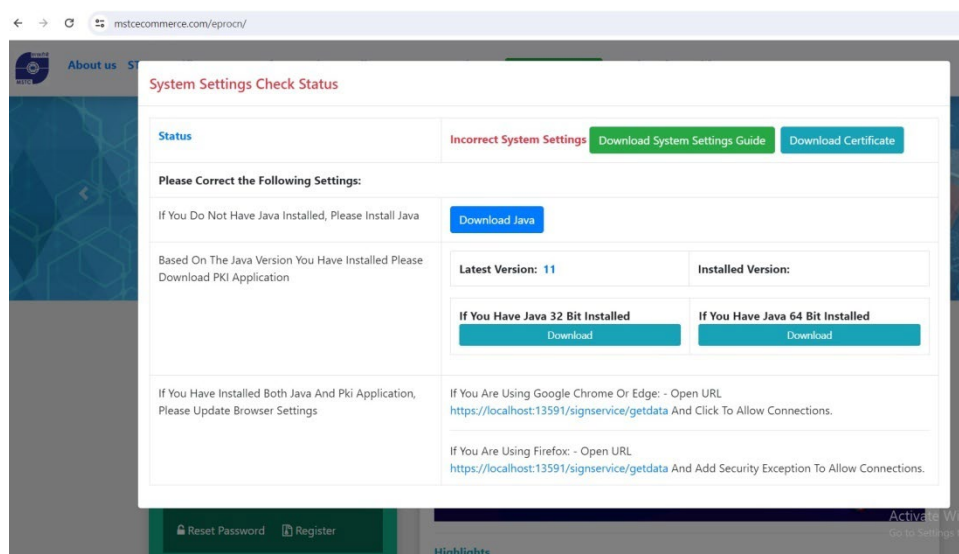 mstcecommerce.com/eprocn/
MSTC
About us
System Settings Check Status
Status
Incorrect System Settings Download System Settings Guide Download Certificate
Please Correct the Following Settings:
If You Do Not Have Java Installed, Please Install Java
Download Java
Based On The Java Version You Have Installed Please
Download PKI Application
Latest Version: 11
Installed Version:
If You Have Java 32 Bit Installed
Download
If You Have Java 64 Bit Installed
Download
If You Have Installed Both Java And Pki Application,
Please Update Browser Settings
If You Are Using Google Chrome Or Edge: - Open URL
https://localhost:13591/signservice/getdata And Click To Allow Connections.
If You Are Using Firefox: - Open URL
https://localhost:13591/signservice/getdata And Add Security Exception To Allow Connections.
Reset Password Register
Highlights
Activate W
Go to Settings